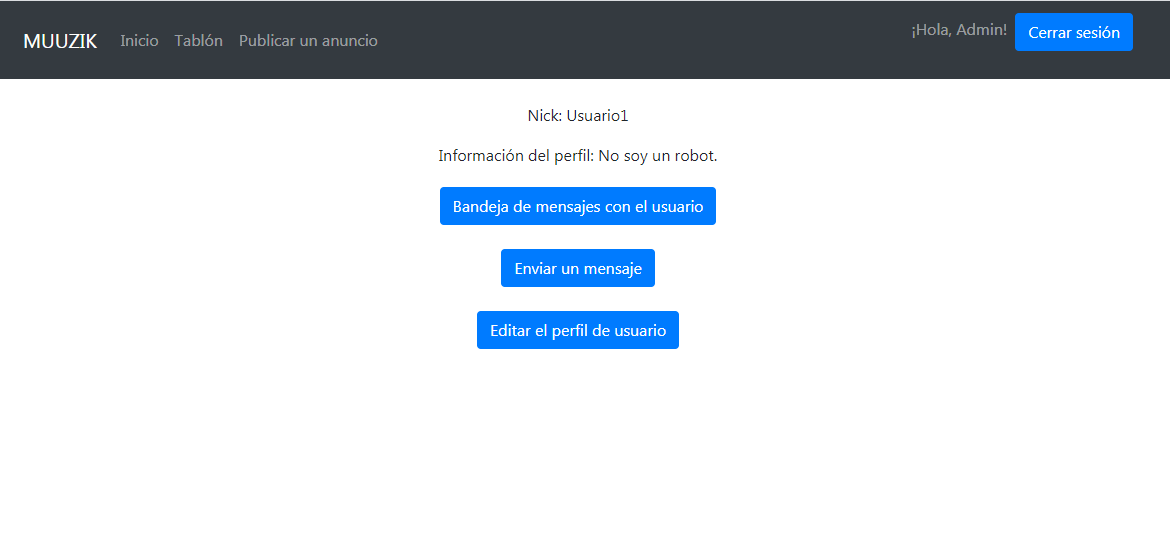 MUUZIK Inicio Tablón Publicar un anuncio ¡Hola, Admin! Cerrar sesión
Nick: Usuario1
Información del perfil: No soy un robot.
Bandeja de mensajes con el usuario
Enviar un mensaje
Editar el perfil de usuario